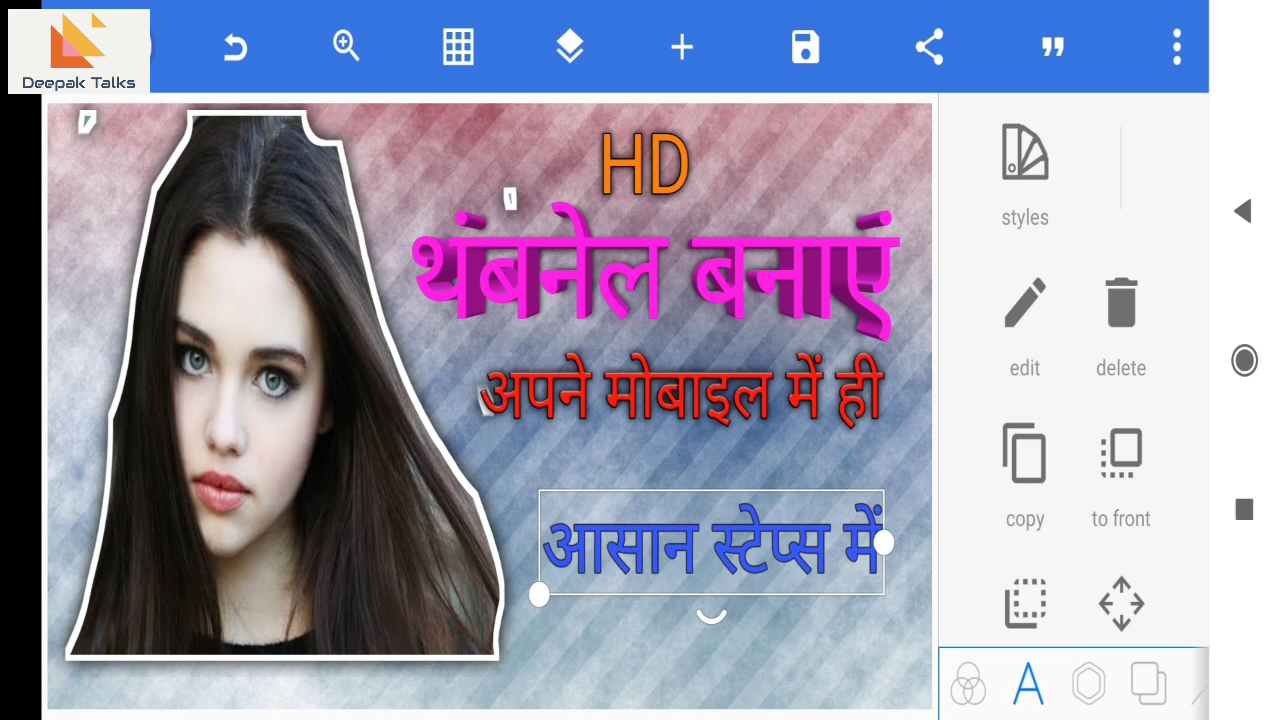 Deepak Talks
HD
थंबनेल बनाएं
अपने मोबाइल में ही
आसान स्टेप्स में
styles
edit
delete
copy
to front